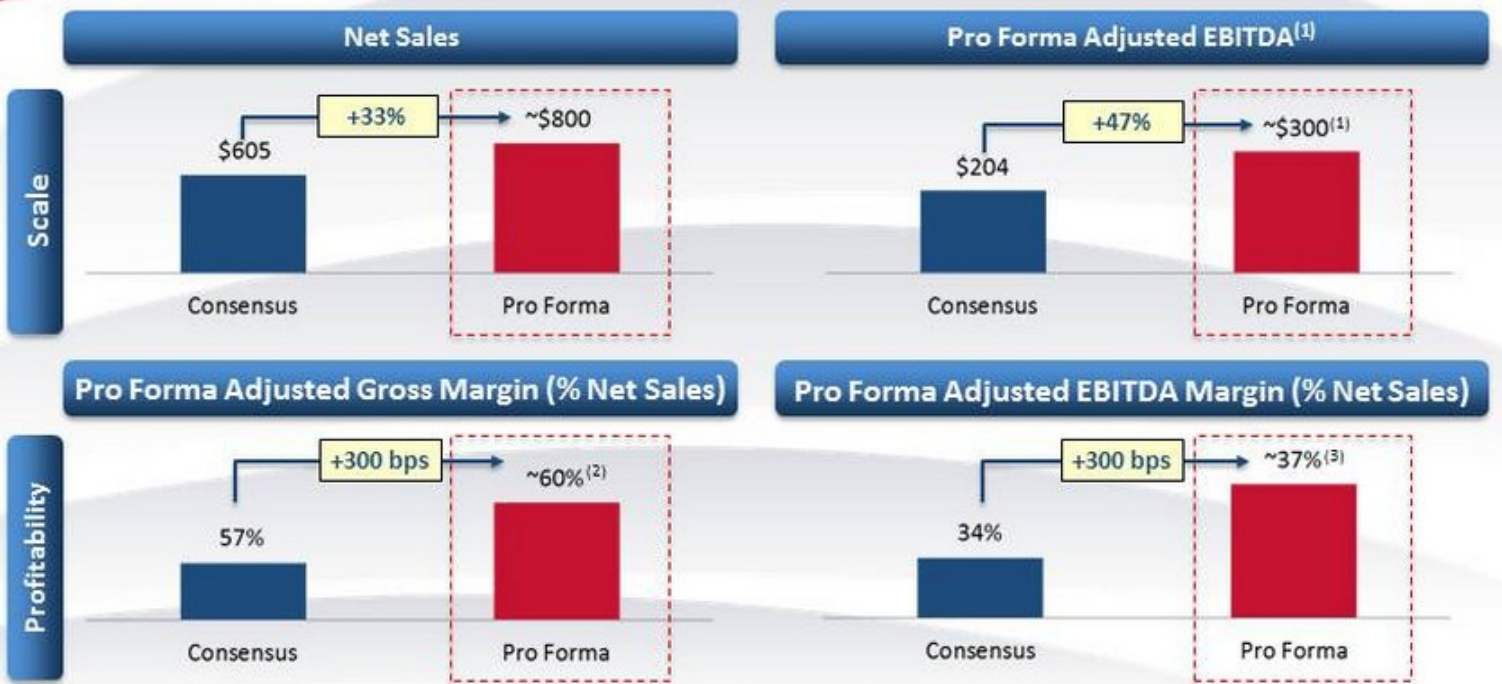 Net Sales
Pro Forma Adjusted EBITDA(1)
Scale
+33%
$605
~$800
Consensus
Pro Forma
+47%
$204
~$300(1)
Consensus
Pro Forma
Pro Forma Adjusted Gross Margin (% Net Sales)
Pro Forma Adjusted EBITDA Margin (% Net Sales)
Profitability
+300 bps
57%
~60%(2)
Consensus
Pro Forma
+300 bps
34%
~37%(3)
Consensus
Pro Forma